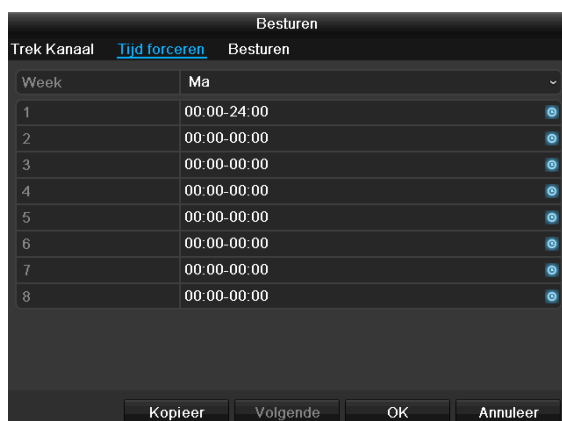 Besturen
Trek Kanaal Tijd forceren Besturen
Week Ma
1 00:00-24:00
2 00:00-00:00
3 00:00-00:00
4 00:00-00:00
5 00:00-00:00
6 00:00-00:00
7 00:00-00:00
8 00:00-00:00
Kopieer Volgende OK Annuleer